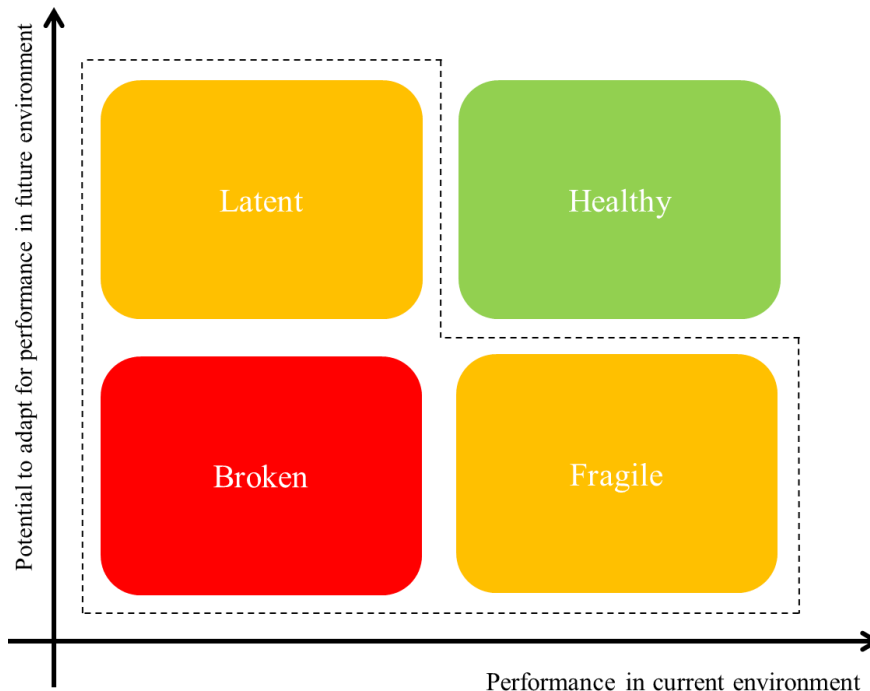 Potential to adapt for performance in future environment
Latent
Healthy
Broken
Fragile
Performance in current environment